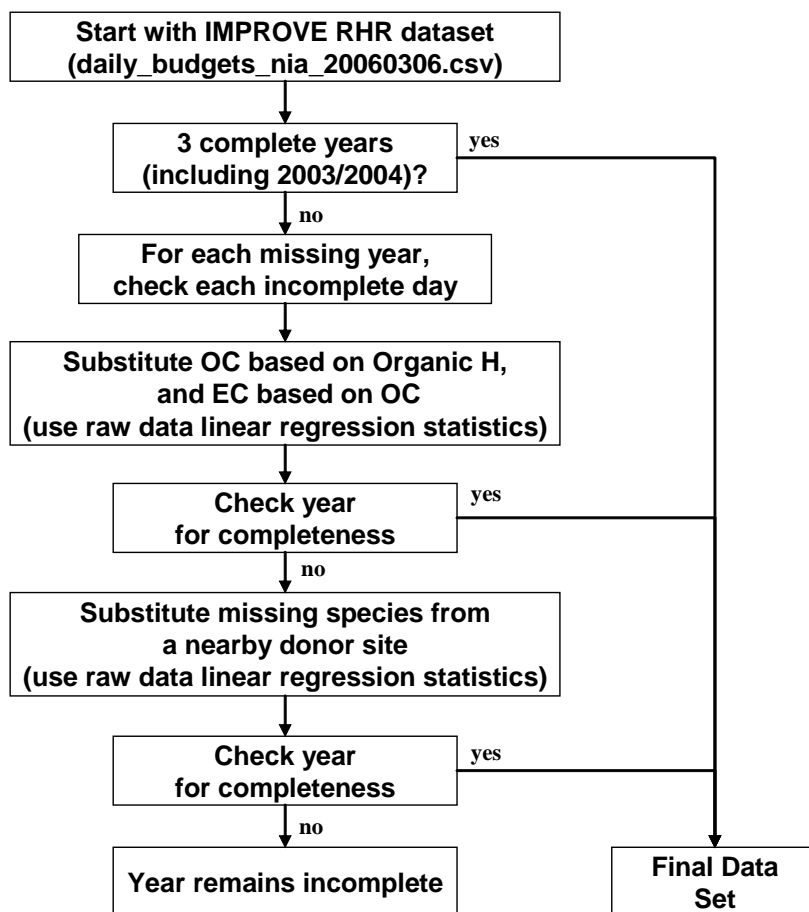 Start with IMPROVE RHR dataset
(daily_budgets_nia_20060306.csv)
3 complete years
(including 2003/2004)?
yes
no
For each missing year,
check each incomplete day
Substitute OC based on Organic H,
and EC based on OC
(use raw data linear regression statistics)
Check year
for completeness
yes
no
Substitute missing species from
a nearby donor site
(use raw data linear regression statistics)
Check year
for completeness
yes
no
Year remains incomplete
Final Data
Set